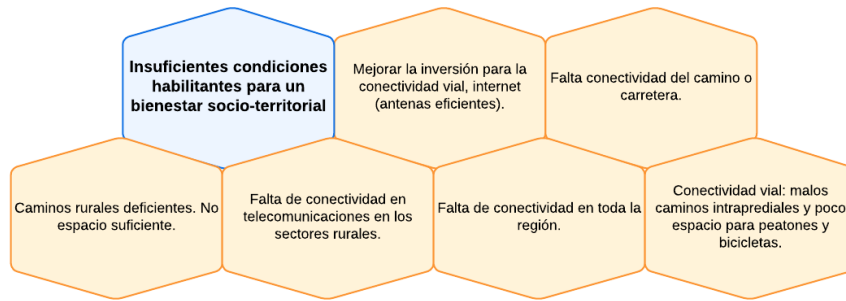 Insuficientes condiciones
habilitantes para un
bienestar socio-territorial
Mejorar la inversión para la
conectividad vial, internet
(antenas eficientes).
Falta conectividad del camino o
carretera.
Caminos rurales deficientes. No
espacio suficiente.
Falta de conectividad en
telecomunicaciones en los
sectores rurales.
Falta de conectividad en toda la
región.
Conectividad vial: malos
caminos intraprediales y poco
espacio para peatones y
bicicletas.